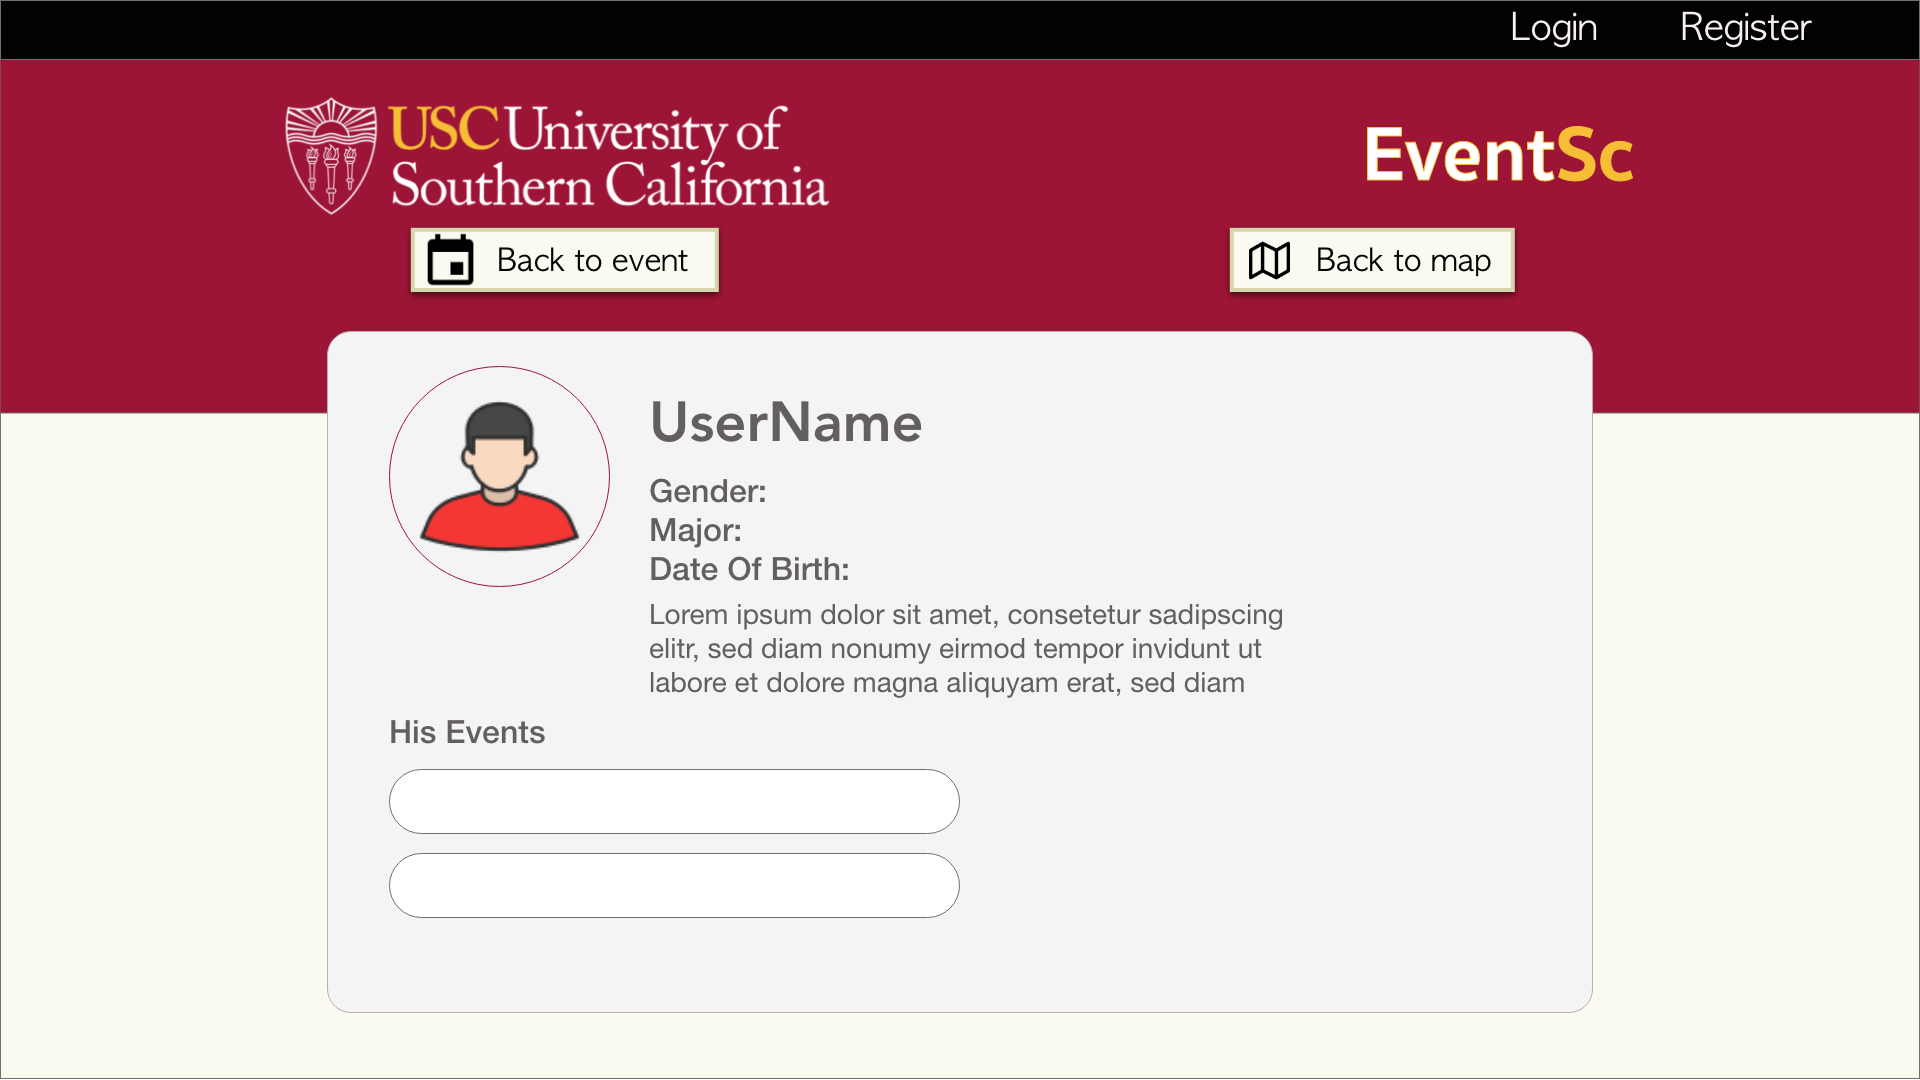 Login Register
USC University of
Southern California
EventSc
Back to event
Back to map
UserName
Gender:
Major:
Date Of Birth:
Lorem ipsum dolor sit amet, consetetur sadipscing
elitr, sed diam nonumy eirmod tempor invidunt ut
labore et dolore magna aliquyam erat, sed diam
His Events